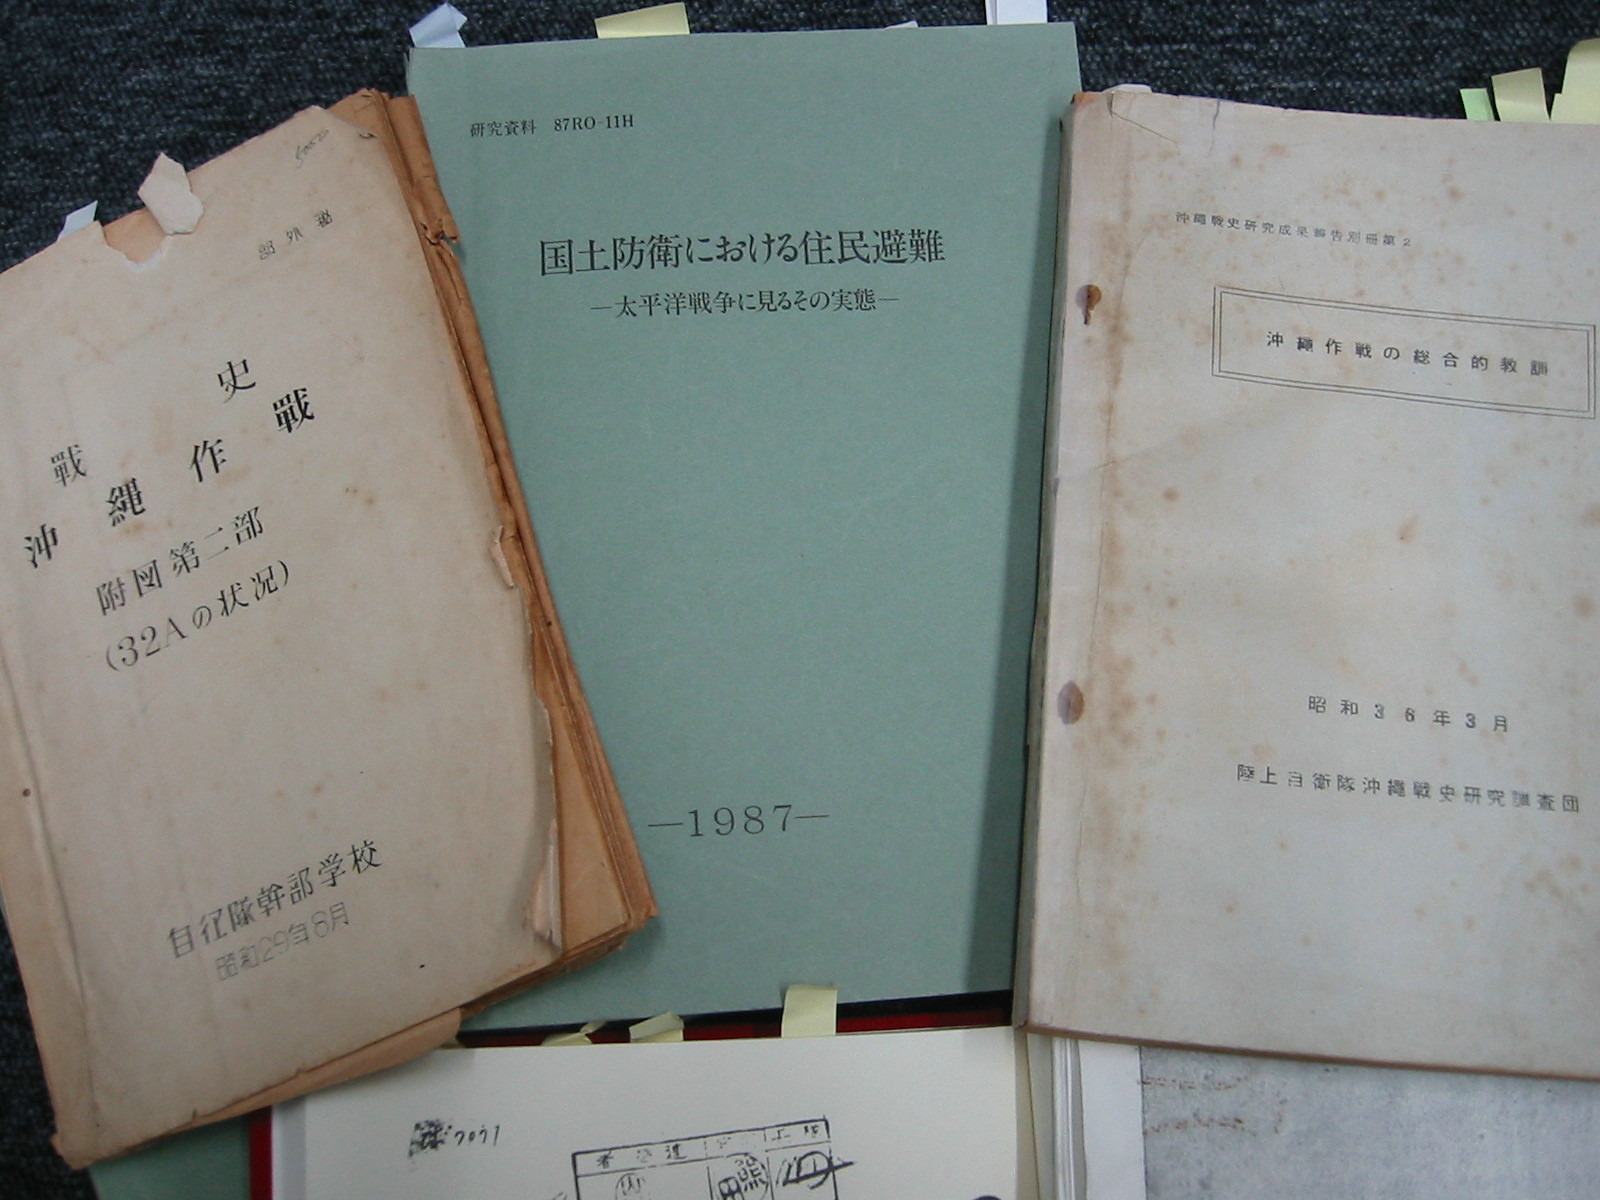 部外秘
戰史
沖縄作戰
附図第二部
(32Aの状況)
自衛隊幹部学校
昭和29年8月
研究資料 87RO-11H
国土防衛における住民避難
—太平洋戦争に見るその実態—
—1987—
沖縄戦史研究成果報告別冊第2
沖縄作戦の総合的教訓
昭和36年3月
陸上自衛隊沖縄戦史研究調査団